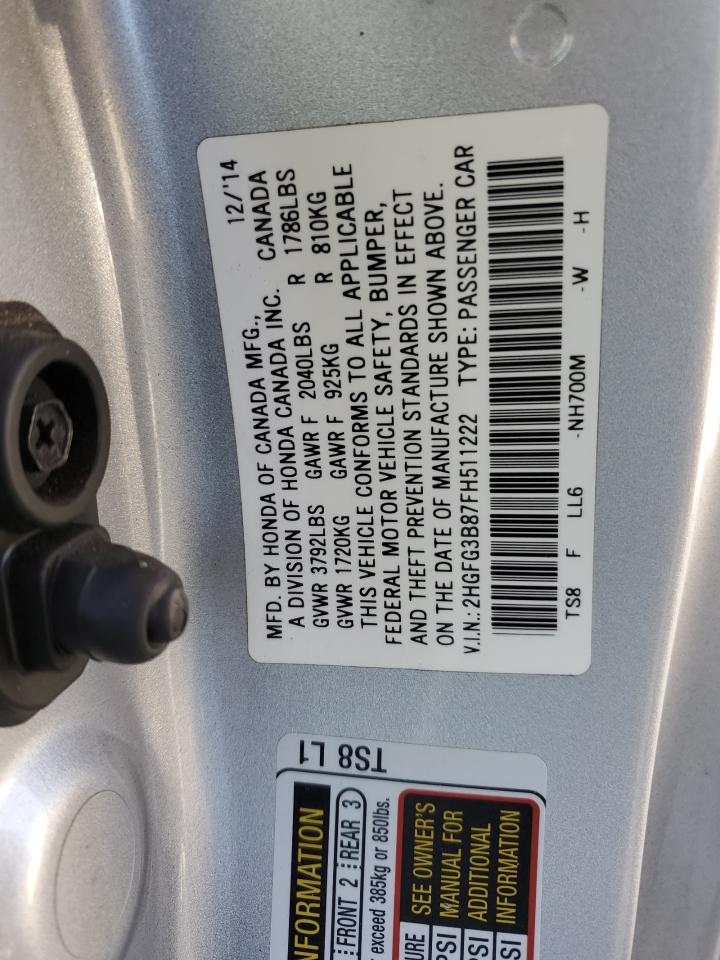 12/'14
MFD. BY HONDA OF CANADA MFG.,
A DIVISION OF HONDA CANADA INC. CANADA
GVWR 3792LBS GAWR F 2040LBS R 1786LBS
GVWR 1720KG GAWR F 925KG R 810KG
THIS VEHICLE CONFORMS TO ALL APPLICABLE
FEDERAL MOTOR VEHICLE SAFETY, BUMPER,
AND THEFT PREVENTION STANDARDS IN EFFECT
ON THE DATE OF MANUFACTURE SHOWN ABOVE.
V.I.N.: 2HGFG3B87FH511222 TYPE: PASSENGER CAR
TS8 F LL6 -NH700M -W -H
TS8 L1
FRONT 2 REAR 3
exceed 385kg or 850lbs.
SEE OWNER'S
MANUAL FOR
ADDITIONAL
INFORMATION